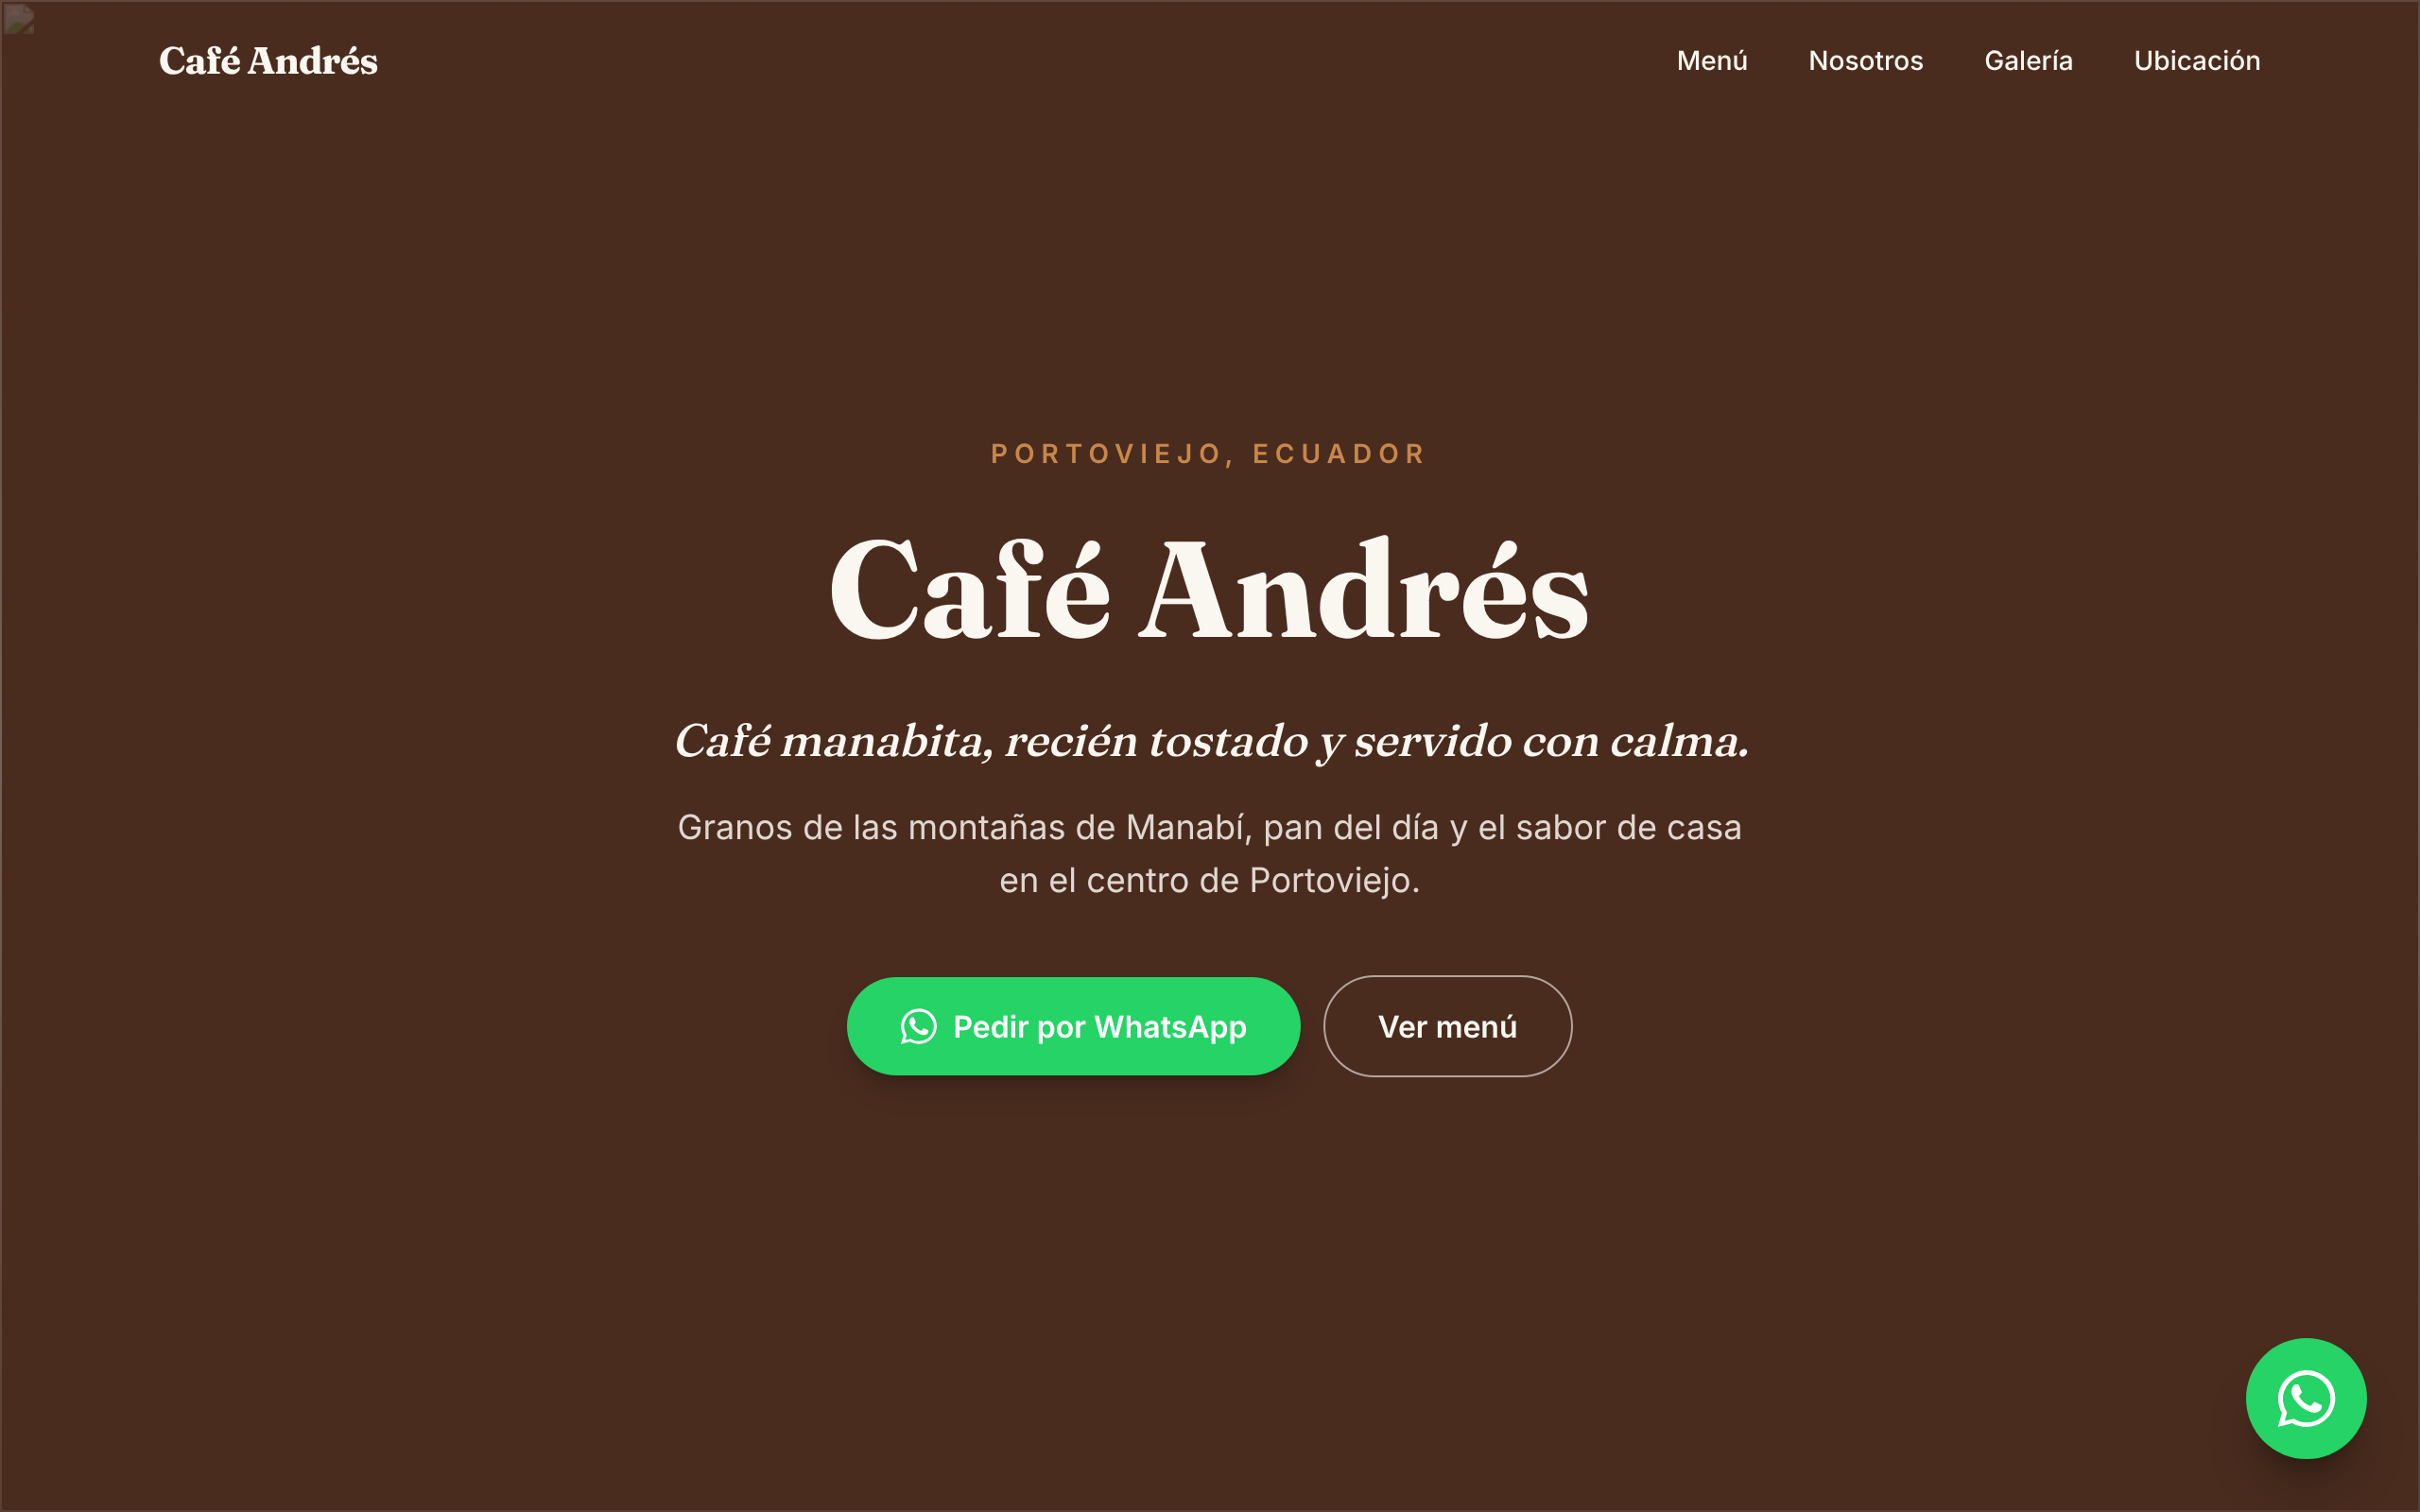 Café Andrés
Menú
Nosotros
Galería
Ubicación
PORTOVIEJO, ECUADOR
Café Andrés
Café manabita, recién tostado y servido con calma.
Granos de las montañas de Manabí, pan del día y el sabor de casa
en el centro de Portoviejo.
Pedir por WhatsApp
Ver menú